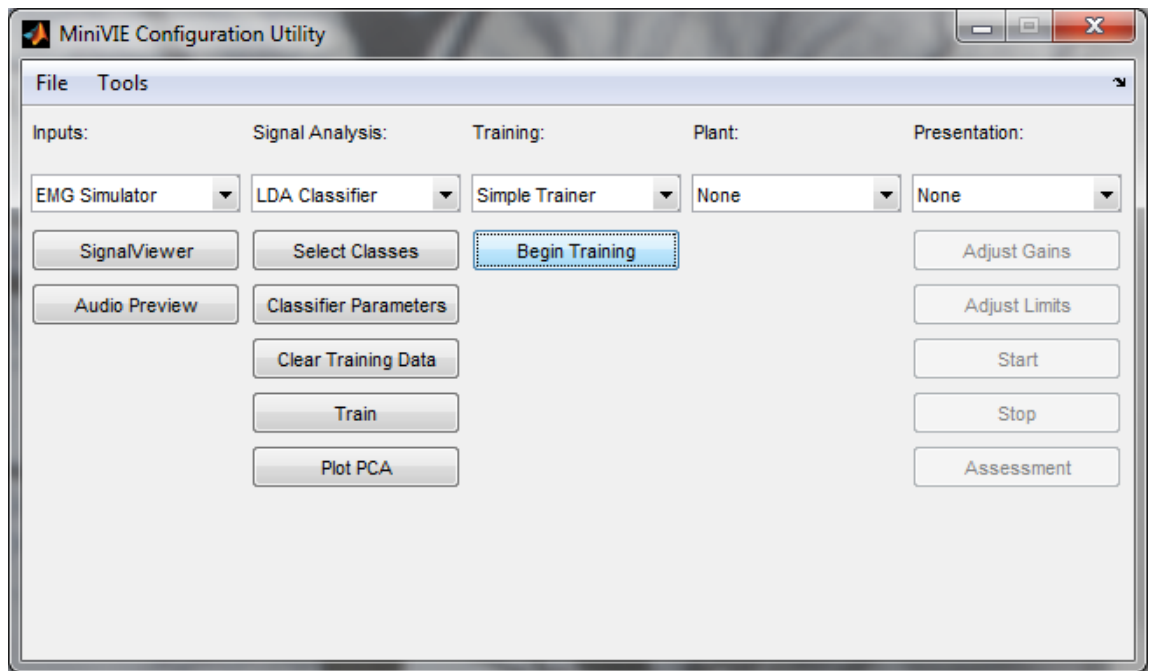 MiniVIE Configuration Utility
File Tools
Inputs: Signal Analysis: Training: Plant: Presentation:
EMG Simulator LDA Classifier Simple Trainer None None
SignalViewer Select Classes Begin Training Adjust Gains
Audio Preview Classifier Parameters Adjust Limits
Clear Training Data Start
Train Stop
Plot PCA Assessment